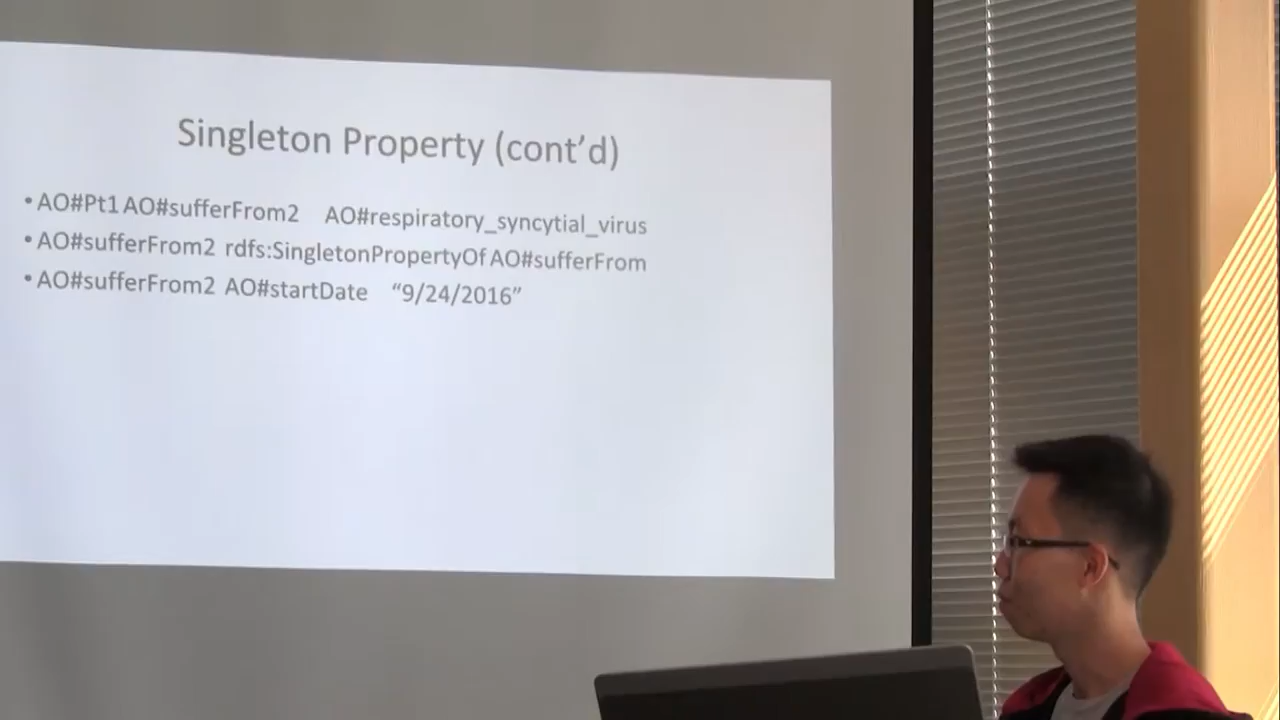 Singleton Property (cont’d)
•AO#Pt1 AO#sufferFrom2 AO#respiratory_syncytial_virus
•AO#sufferFrom2 rdfs:SingletonPropertyOf AO#sufferFrom
•AO#sufferFrom2 AO#startDate “9/24/2016”